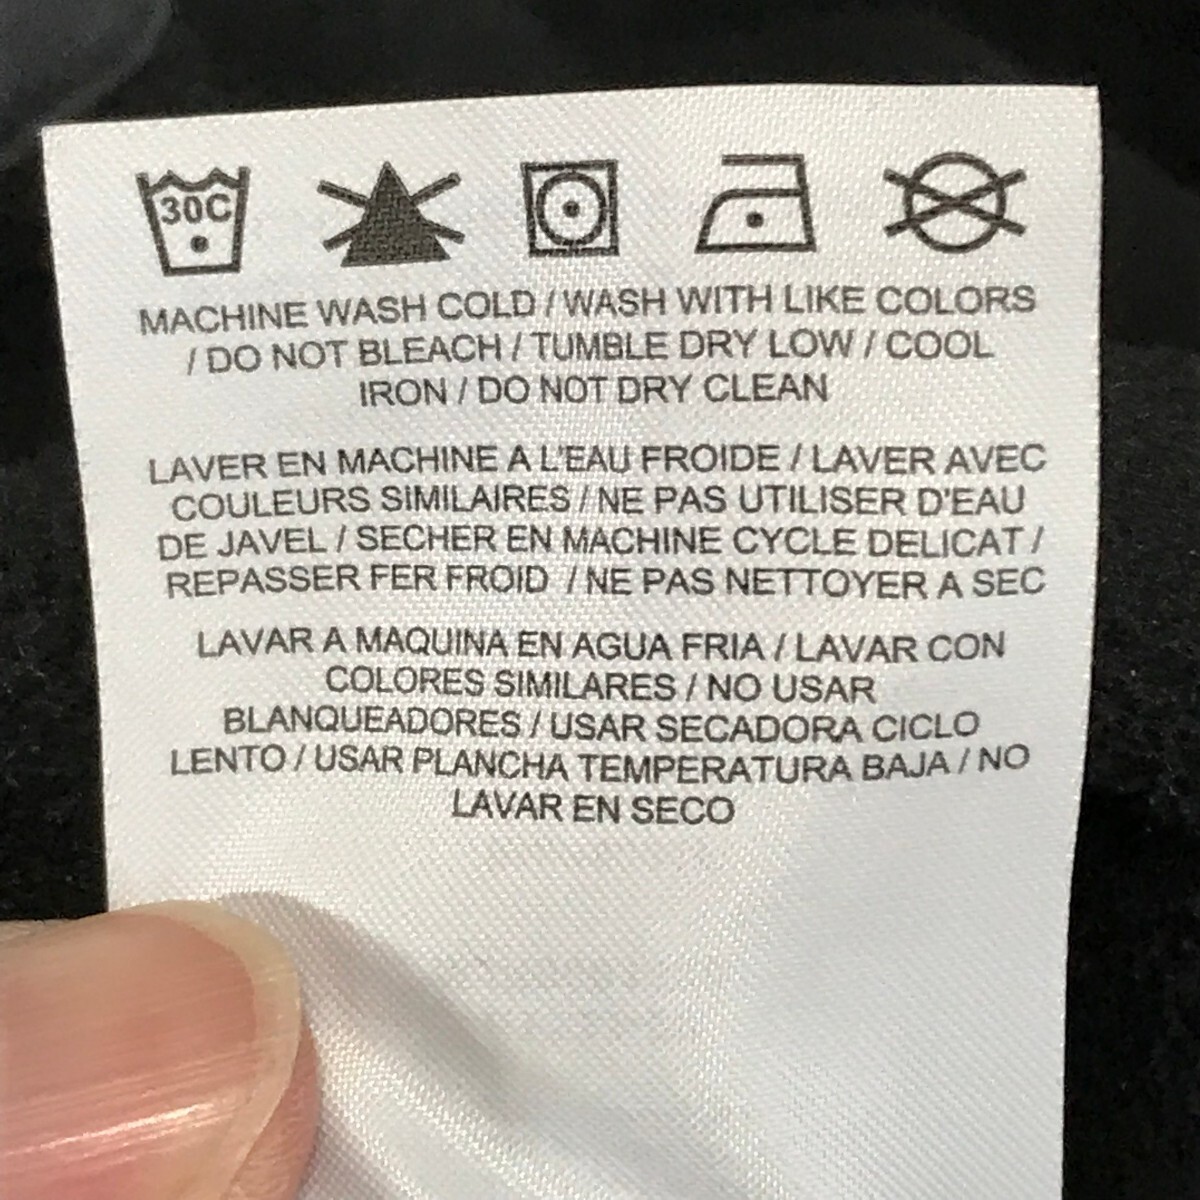 30C
MACHINE WASH COLD / WASH WITH LIKE COLORS
/ DO NOT BLEACH / TUMBLE DRY LOW / COOL
IRON / DO NOT DRY CLEAN
LAVER EN MACHINE A L'EAU FROIDE / LAVER AVEC
COULEURS SIMILAIRES / NE PAS UTILISER D'EAU
DE JAVEL / SECHER EN MACHINE CYCLE DELICAT /
REPASSER FER FROID / NE PAS NETTOYER A SEC
LAVAR A MAQUINA EN AGUA FRIA / LAVAR CON
COLORES SIMILARES / NO USAR
BLANQUEADORES / USAR SECADORA CICLO
LENTO / USAR PLANCHA TEMPERATURA BAJA / NO
LAVAR EN SECO